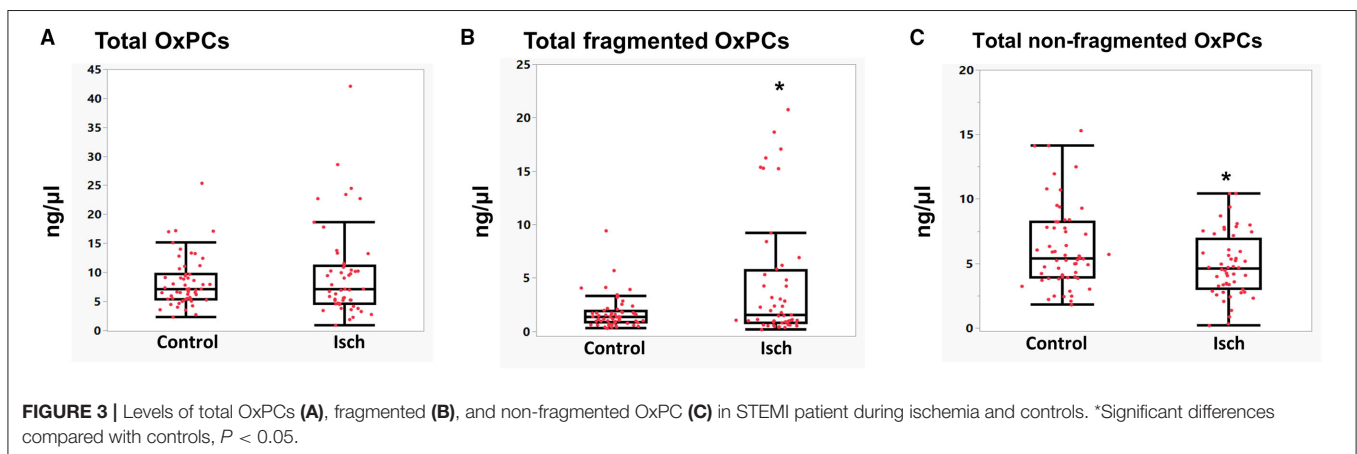 A Total OxPCs
45
40
35
30
25
20
15
10
5
0
ng/µl
Control Isch
B Total fragmented OxPCs
25
20
15
10
5
0
ng/µl
*
Control Isch
C Total non-fragmented OxPCs
20
15
10
5
0
ng/µl
*
Control Isch
FIGURE 3 | Levels of total OxPCs (A), fragmented (B), and non-fragmented OxPC (C) in STEMI patient during ischemia and controls. *Significant differences
compared with controls, P < 0.05.